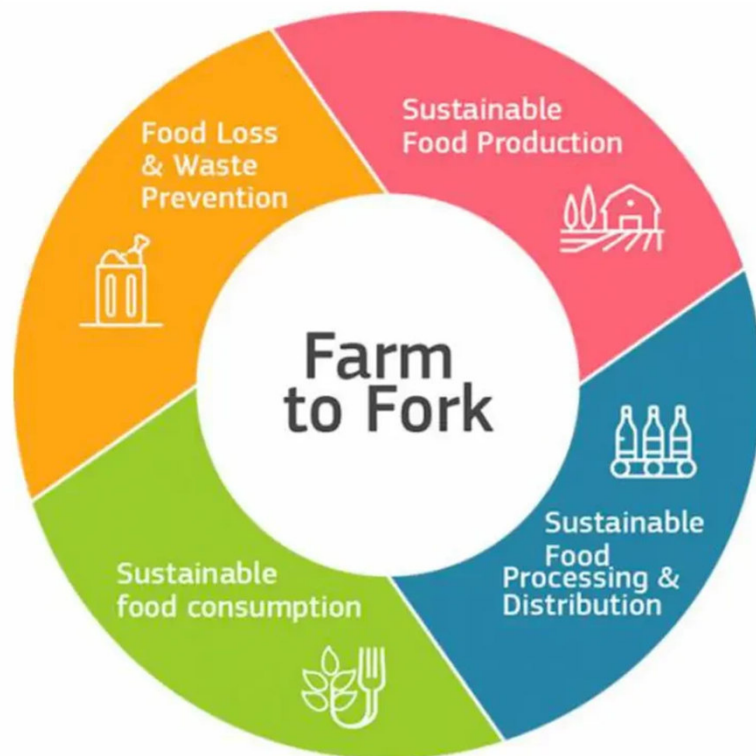 Farm
to Fork
Sustainable
Food Production
Sustainable
Food
Processing &
Distribution
Sustainable
food consumption
Food Loss
& Waste
Prevention